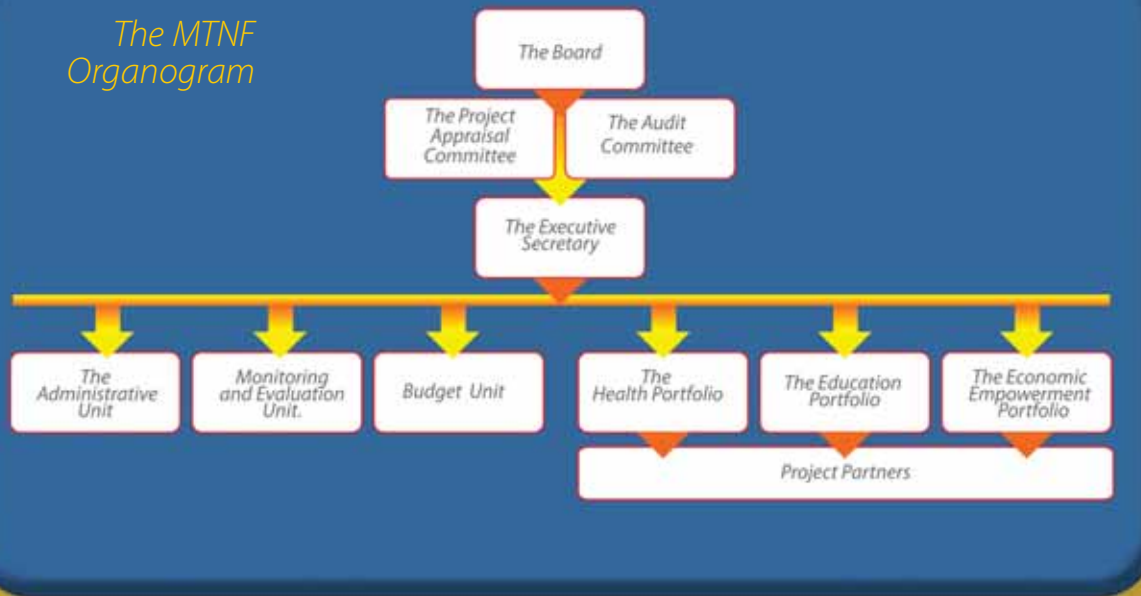 The MTNF
Organogram
The Board
The Project
Appraisal
Committee
The Audit
Committee
The Executive
Secretary
The
Administrative
Unit
Monitoring
and Evaluation
Unit.
Budget Unit
The
Health Portfolio
The Education
Portfolio
The Economic
Empowerment
Portfolio
Project Partners